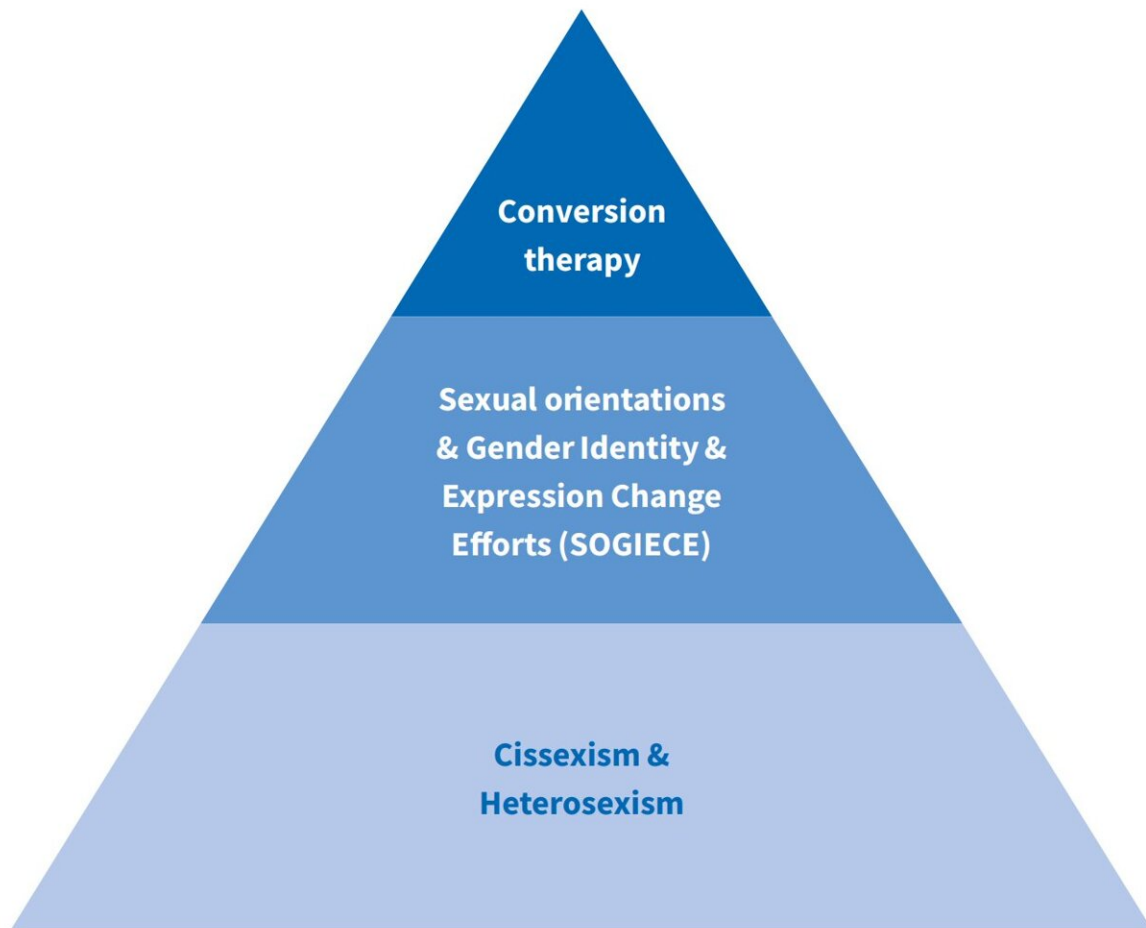 Conversion
therapy
Sexual orientations
& Gender Identity &
Expression Change
Efforts (SOGIECE)
Cissexism &
Heterosexism